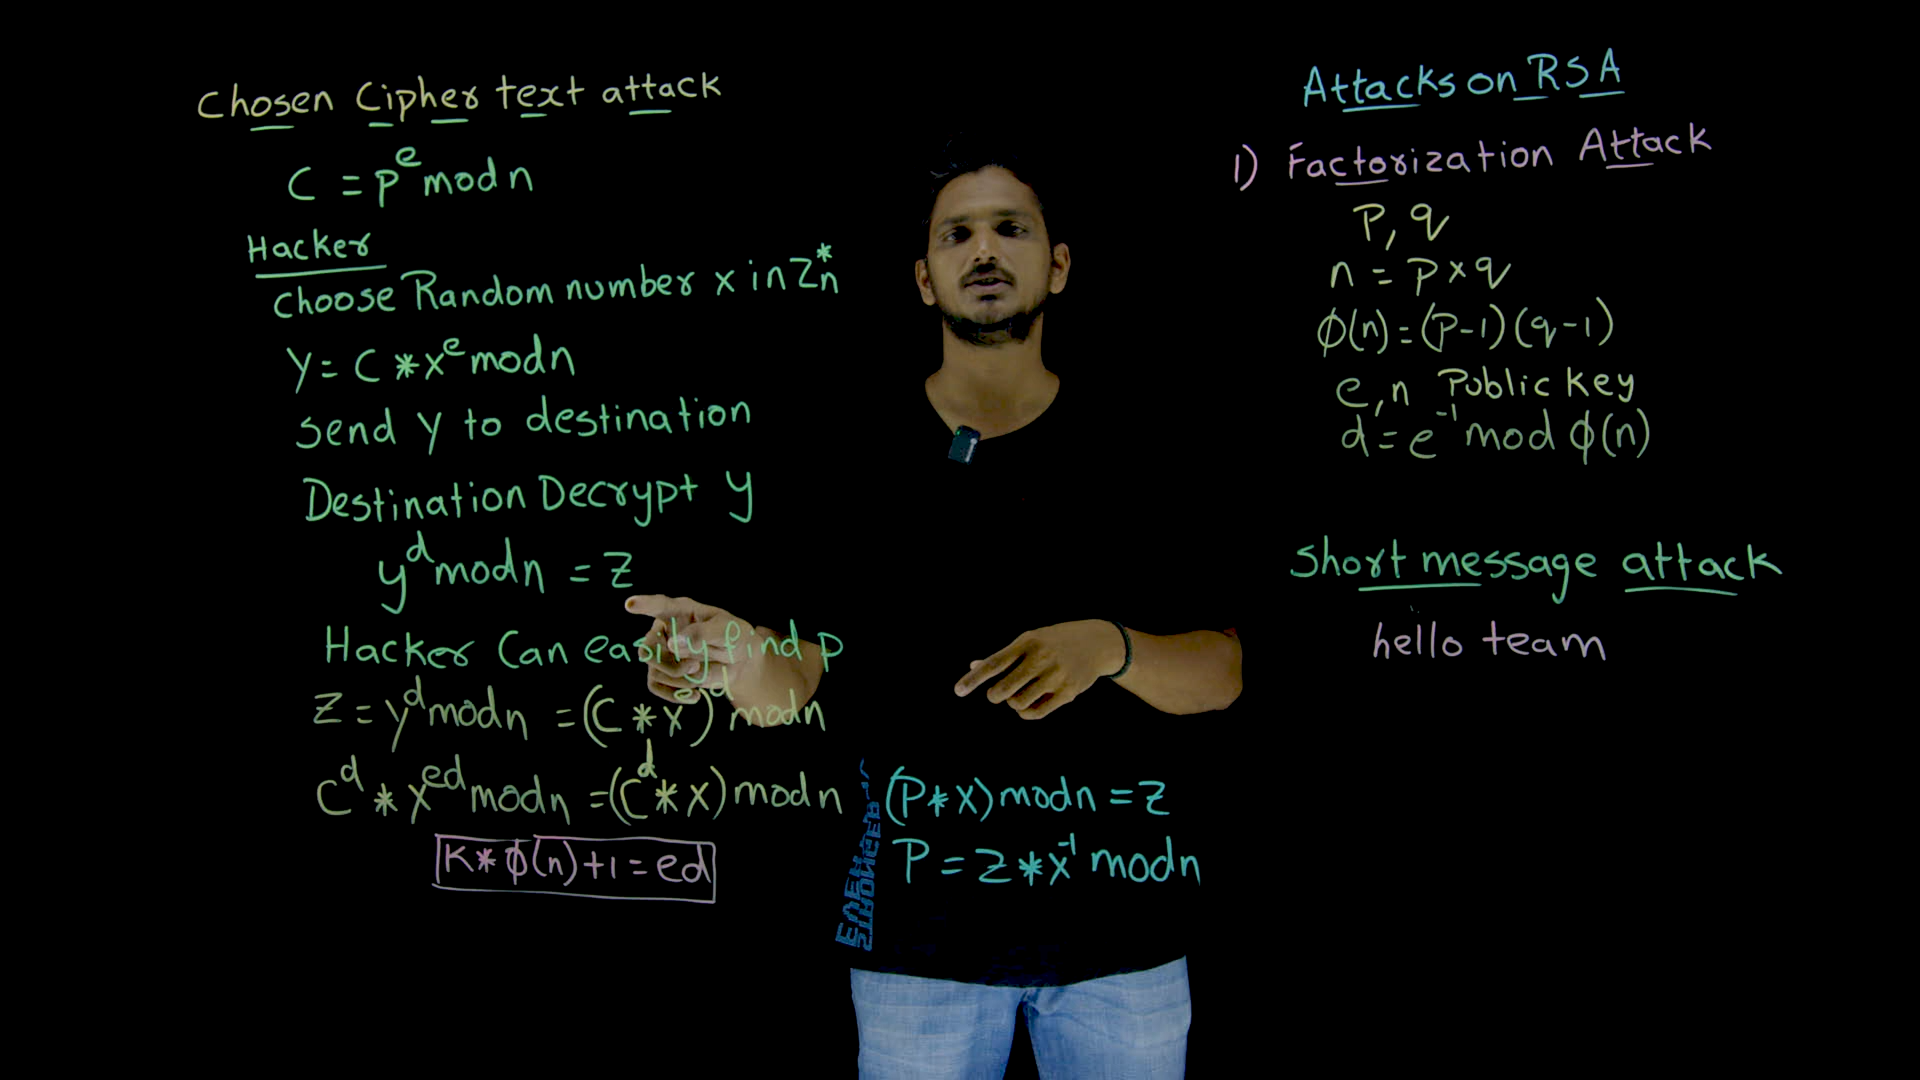 Chosen Cipher text attack
C = p^e mod n
Hacker
Choose Random number x in Zn*
Y = C * x^e mod n
Send Y to destination
Destination Decrypt y
y^d mod n = Z
Hacker Can easily find p
Z = y^d mod n = (C * x^e)^d mod n
C^d * x^ed mod n = (C^d * x) mod n
K * ϕ(n) + 1 = ed
(P * x) mod n = Z
P = Z * x^-1 mod n
Attacks on RSA
1) Factorization Attack
P, q
n = p × q
ϕ(n) = (P-1) (q-1)
e, n Public Key
d = e^-1 mod ϕ(n)
Short message attack
hello team